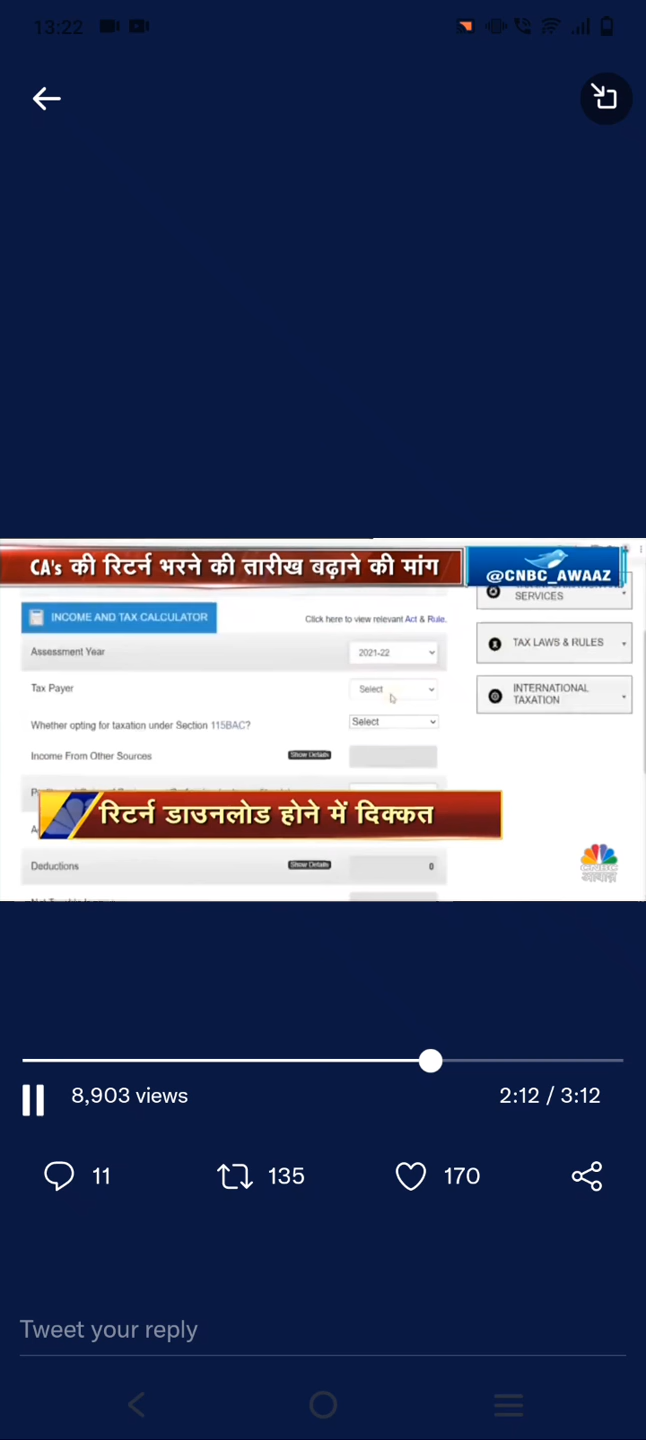 13:22
CA's की रिटर्न भरने की तारीख बढ़ाने की मांग
@CNBC_AWAAZ
SERVICES
INCOME AND TAX CALCULATOR
Click here to view relevant Act & Rule.
Assessment Year
2021-22
TAX LAWS & RULES
Tax Payer
Select
INTERNATIONAL
TAXATION
Whether opting for taxation under Section 115BAC?
Select
Income From Other Sources
Show Details
रिटर्न डाउनलोड होने में दिक्कत
Deductions
Show Details
0
आवाज़
8,903 views
2:12 / 3:12
11
135
170
Tweet your reply